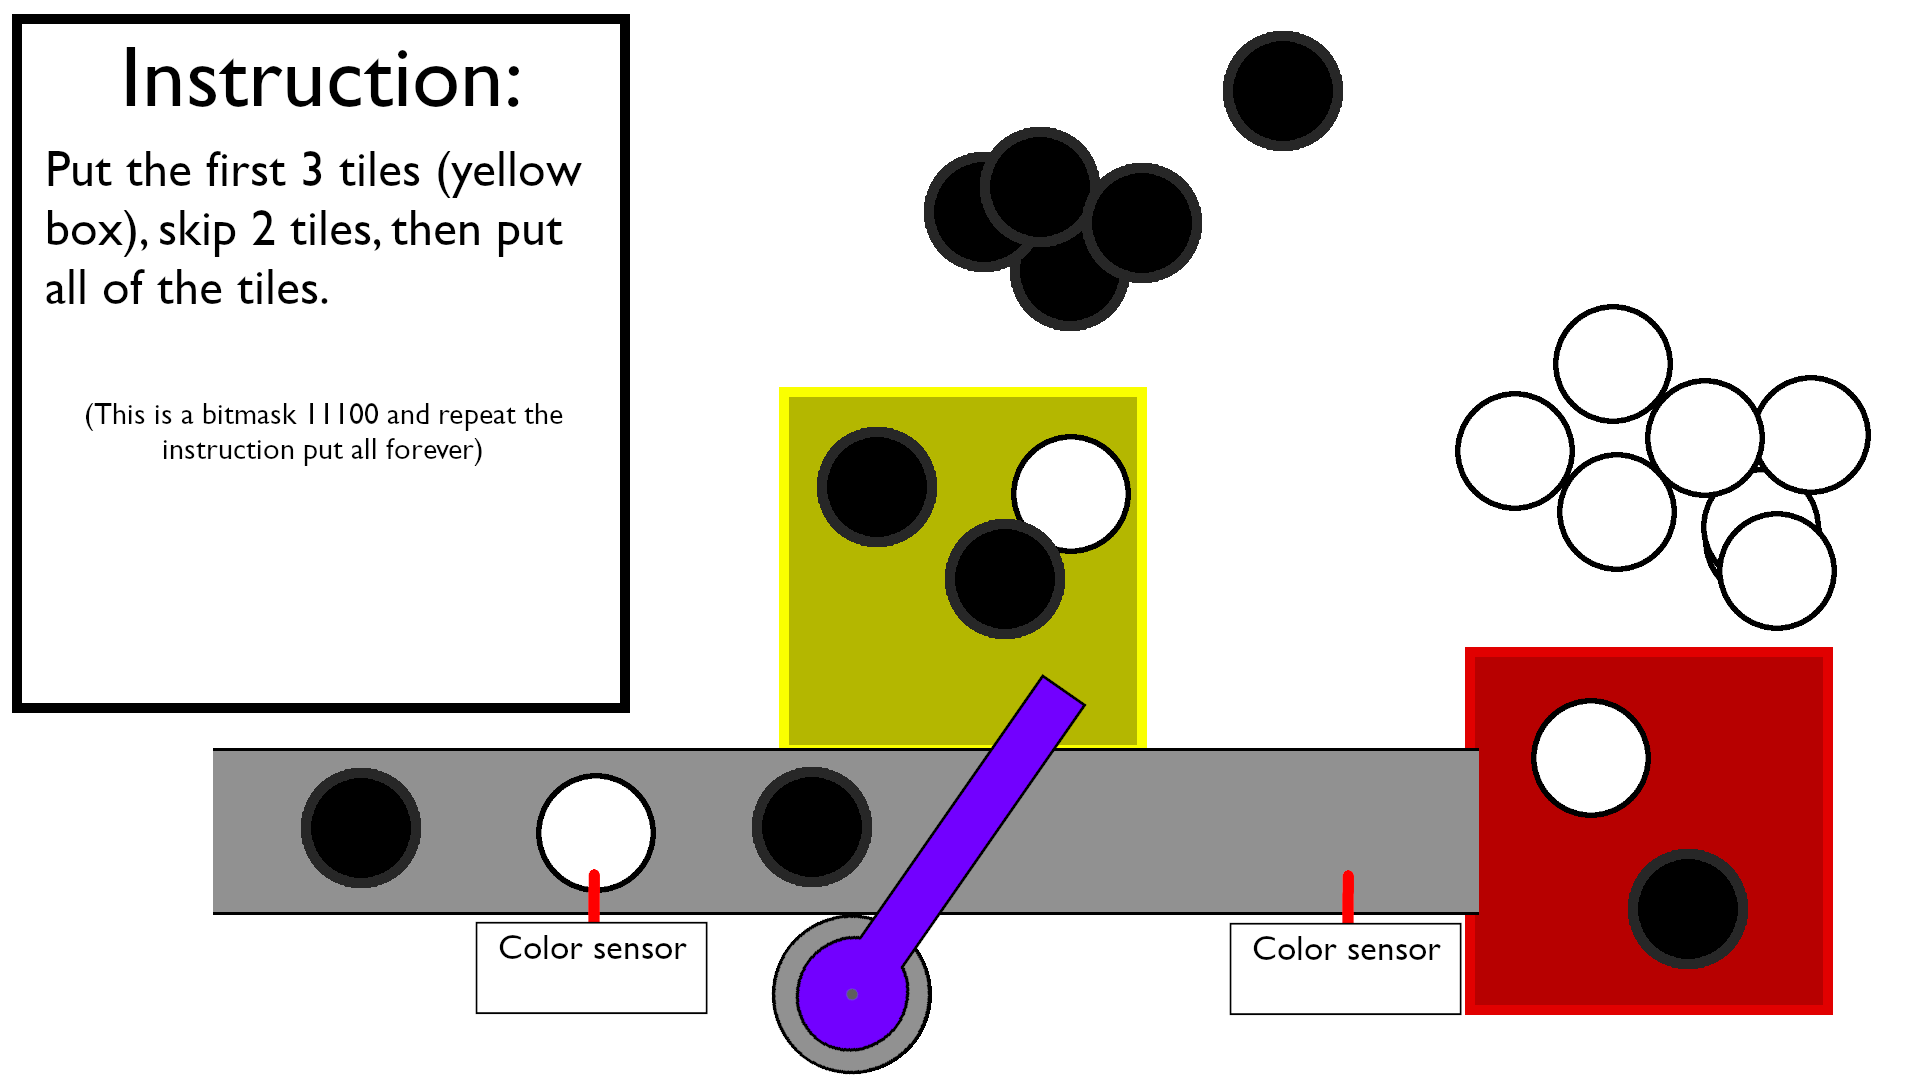 Instruction:
Put the first 3 tiles (yellow
box), skip 2 tiles, then put
all of the tiles.
(This is a bitmask 11100 and repeat the
instruction put all forever)
Color sensor
Color sensor